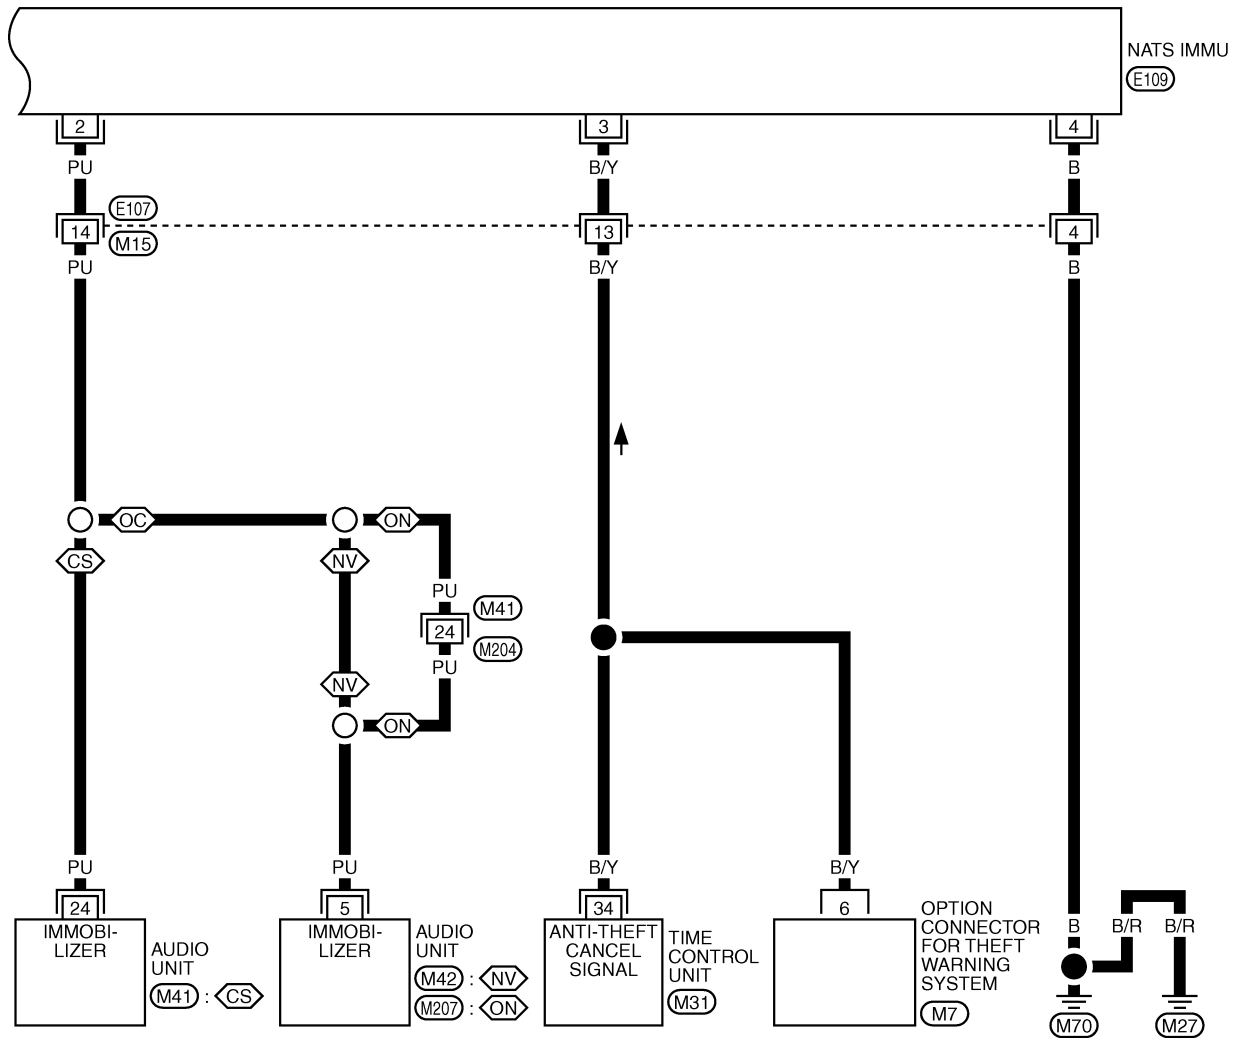 NATS IMMU
E109
2 3 4
PU B/Y B
E107
14 13 4
M15
PU B/Y B
OC ON
CS NV
PU
M41
24
M204
PU
NV
ON
PU PU B/Y B/Y
24 5 34 6
IMMOBI-
LIZER
AUDIO
UNIT
M41 : CS
IMMOBI-
LIZER
AUDIO
UNIT
M42 : NV
M207 : ON
ANTI-THEFT
CANCEL
SIGNAL
TIME
CONTROL
UNIT
M31
OPTION
CONNECTOR
FOR THEFT
WARNING
SYSTEM
M7
B B/R B/R
M70 M27